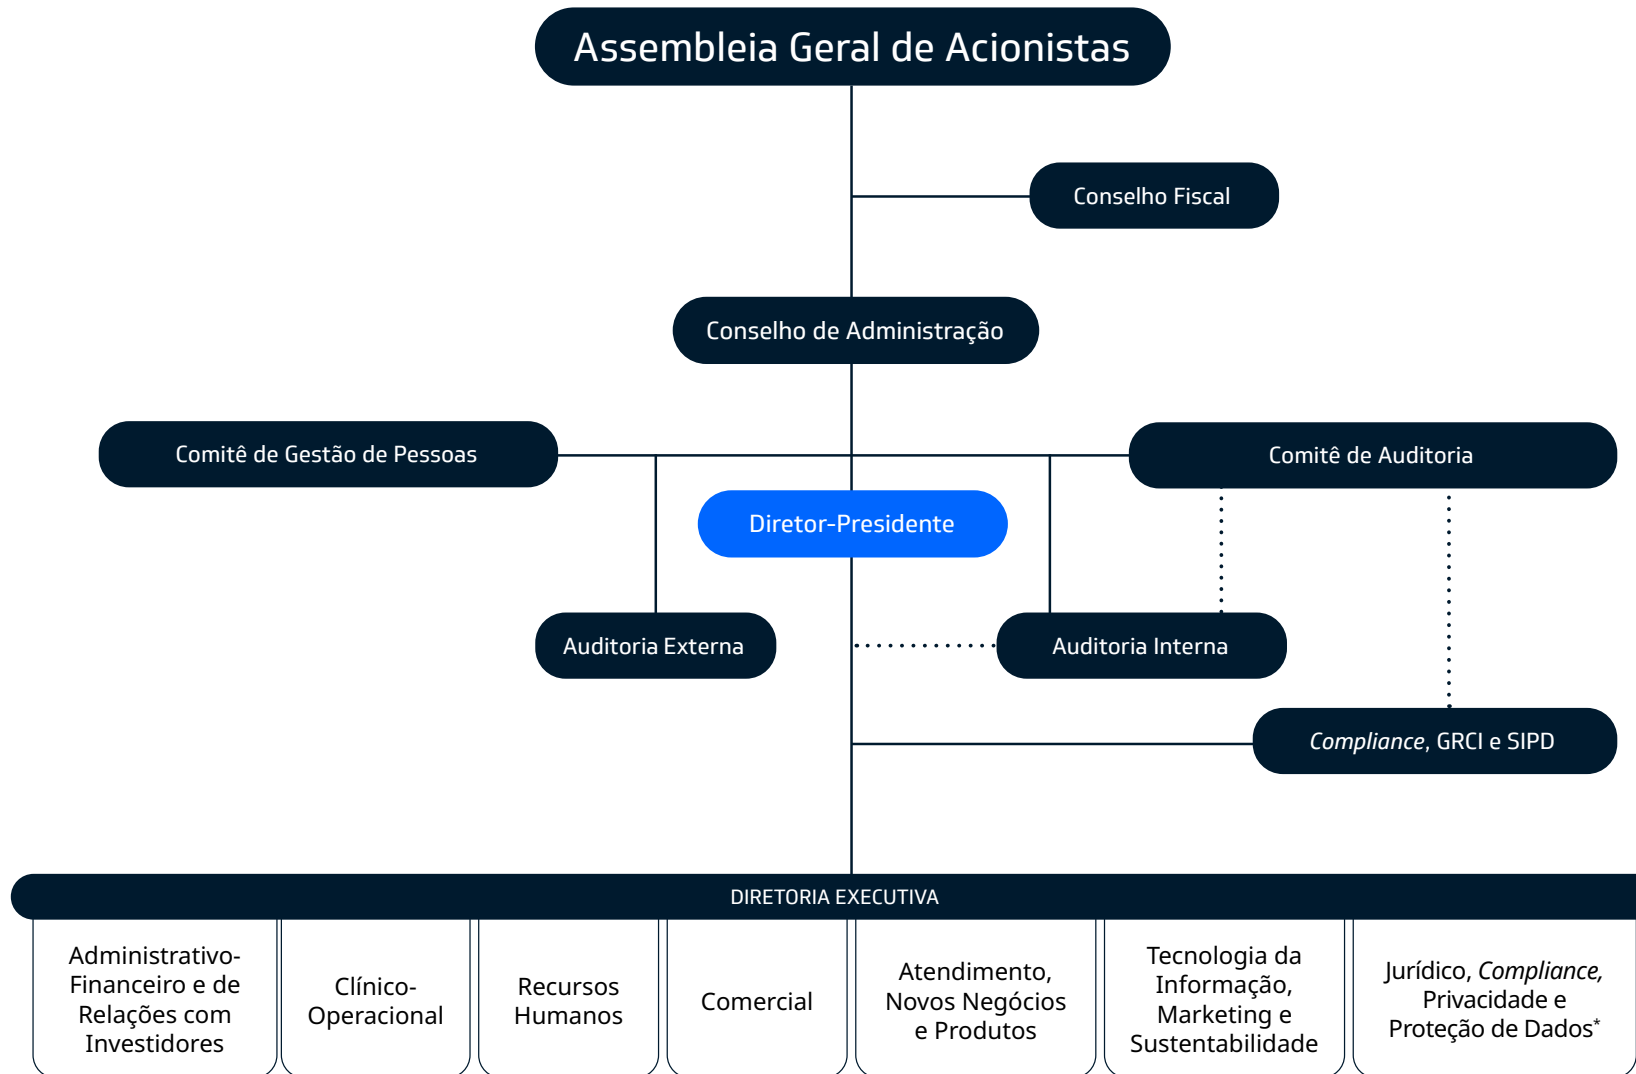 Assembleia Geral de Acionistas
Conselho Fiscal
Conselho de Administração
Comitê de Gestão de Pessoas
Comitê de Auditoria
Diretor-Presidente
Auditoria Externa
Auditoria Interna
Compliance, GRCI e SIPD
DIRETORIA EXECUTIVA
Administrativo-
Financeiro e de
Relações com
Investidores
Clínico-
Operacional
Recursos
Humanos
Comercial
Atendimento,
Novos Negócios
e Produtos
Tecnologia da
Informação,
Marketing e
Sustentabilidade
Jurídico, Compliance,
Privacidade e
Proteção de Dados*